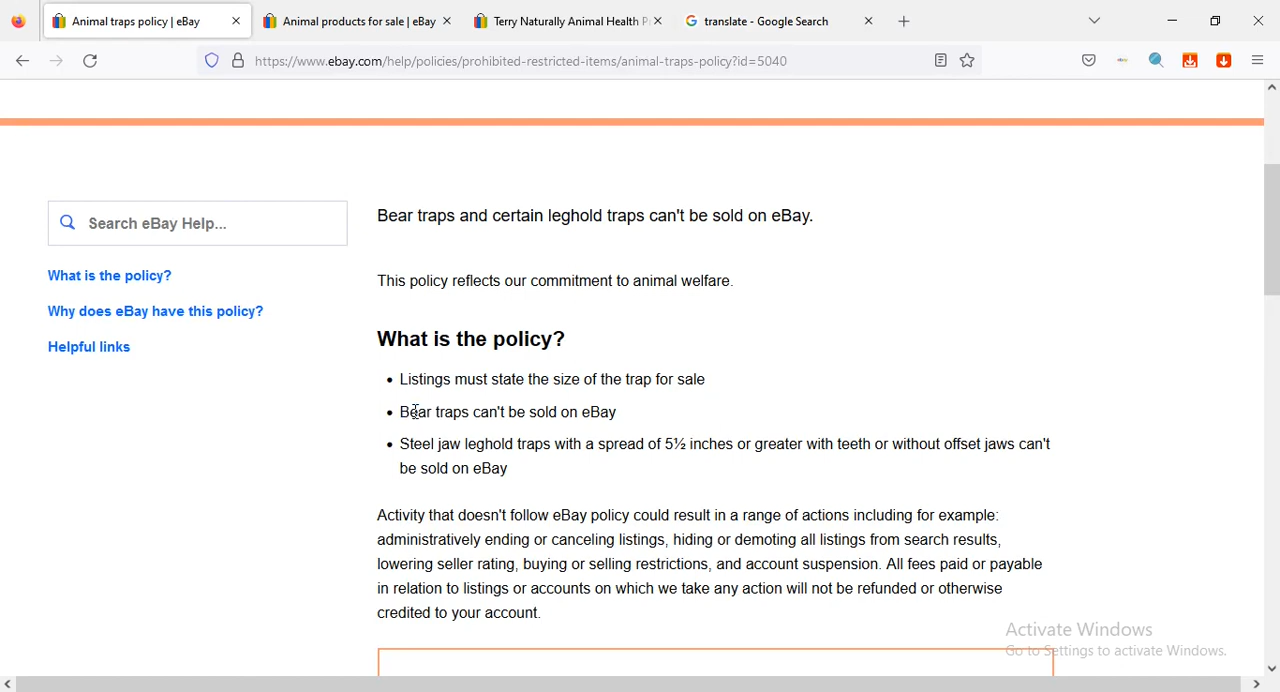 Animal traps policy | eBay
Animal products for sale | eBay
Terry Naturally Animal Health P
translate - Google Search
https://www.ebay.com/help/policies/prohibited-restricted-items/animal-traps-policy?id=5040
Search eBay Help...
What is the policy?
Why does eBay have this policy?
Helpful links
Bear traps and certain leghold traps can't be sold on eBay.
This policy reflects our commitment to animal welfare.
What is the policy?
• Listings must state the size of the trap for sale
• Bear traps can't be sold on eBay
• Steel jaw leghold traps with a spread of 5½ inches or greater with teeth or without offset jaws can't
be sold on eBay
Activity that doesn't follow eBay policy could result in a range of actions including for example:
administratively ending or canceling listings, hiding or demoting all listings from search results,
lowering seller rating, buying or selling restrictions, and account suspension. All fees paid or payable
in relation to listings or accounts on which we take any action will not be refunded or otherwise
credited to your account.
Activate Windows
Go to Settings to activate Windows.